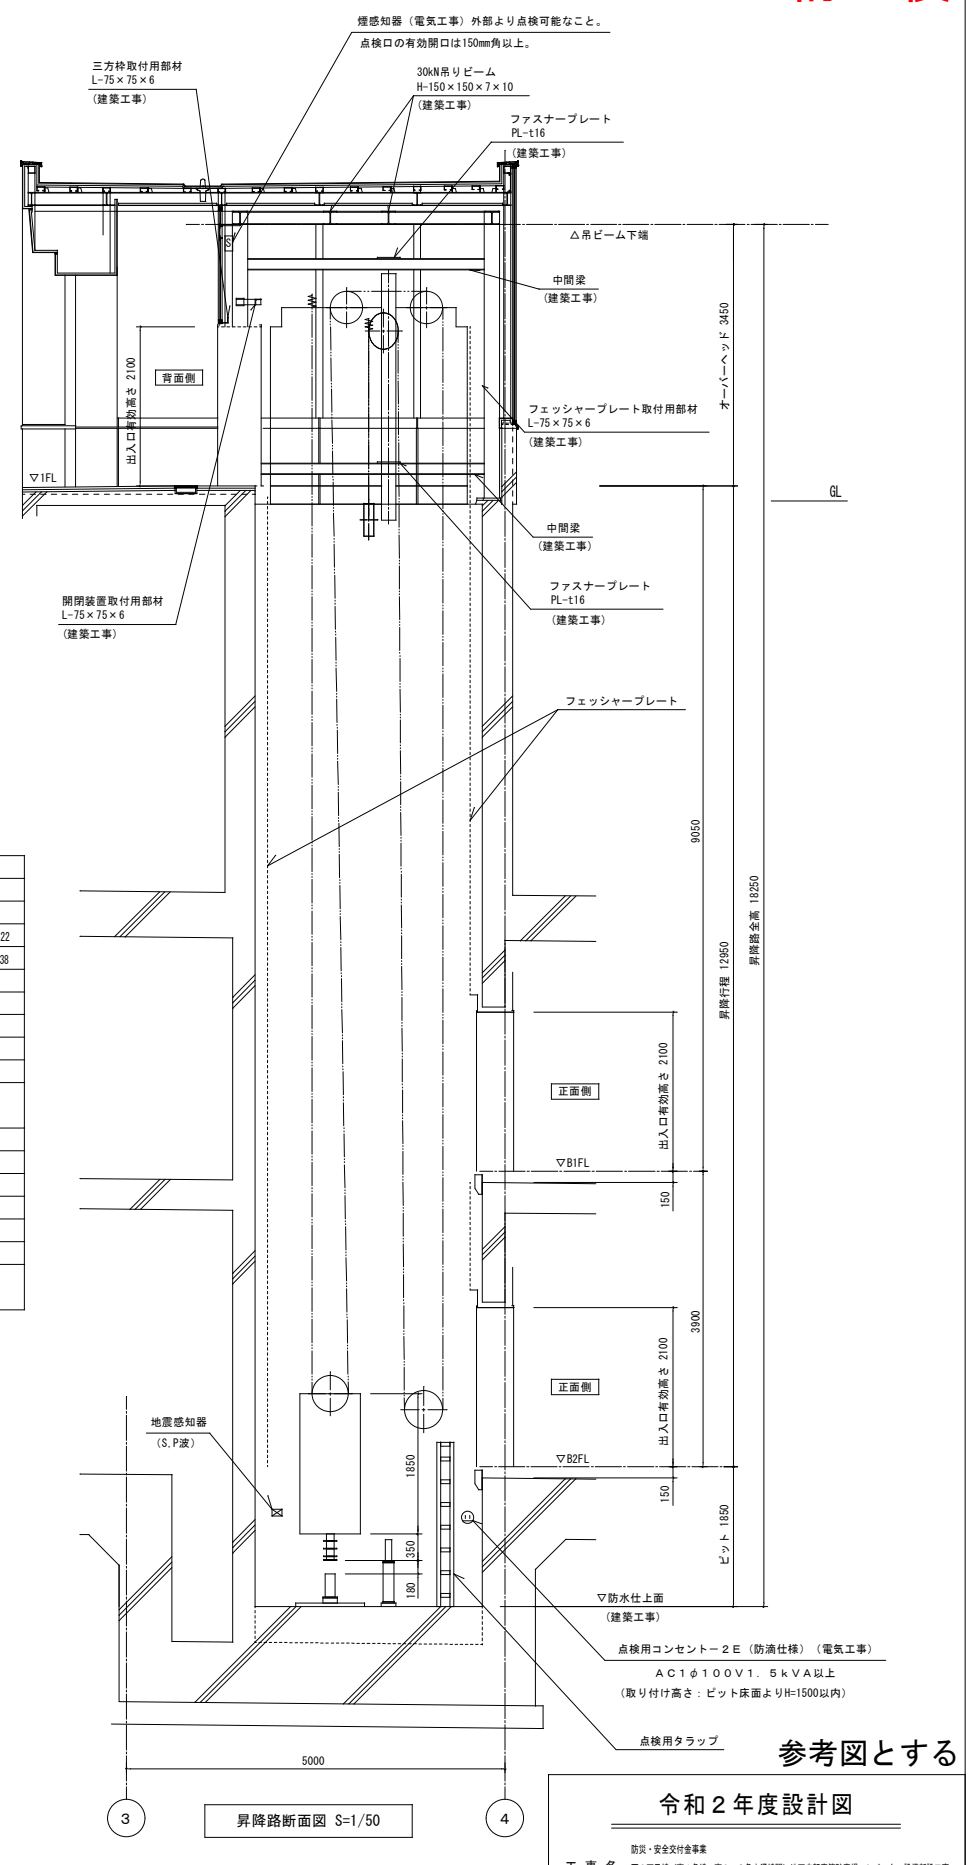 煙感知器（電気工事）外部より点検可能なこと。
点検口の有効開口は150mm角以上。
三方枠取付用部材
L-75×75×6
(建築工事)
30kN吊りビーム
H-150×150×7×10
(建築工事)
ファスナープレート
PL-t16
(建築工事)
△吊ビーム下端
S
中間梁
(建築工事)
オーバーヘッド 3450
出入口有効高さ 2100
背面側
フェッシャープレート取付用部材
L-75×75×6
(建築工事)
▽1FL
GL
中間梁
(建築工事)
ファスナープレート
PL-t16
(建築工事)
開閉装置取付用部材
L-75×75×6
(建築工事)
フェッシャープレート
9050
昇降行程 12950
昇降路全高 18250
22
38
正面側
出入口有効高さ 2100
▽B1FL
150
3900
正面側
出入口有効高さ 2100
地震感知器
(S.P波)
1850
▽B2FL
150
350
180
ピット 1850
▽防水仕上面
(建築工事)
点検用コンセント－２Ｅ（防滴仕様）（電気工事）
ＡＣ１φ１００Ｖ１．５ｋＶＡ以上
(取り付け高さ：ピット床面よりH=1500以内)
点検用タラップ
参考図とする
5000
3
4
昇降路断面図 S=1/50
令和２年度設計図
防災・安全交付金事業